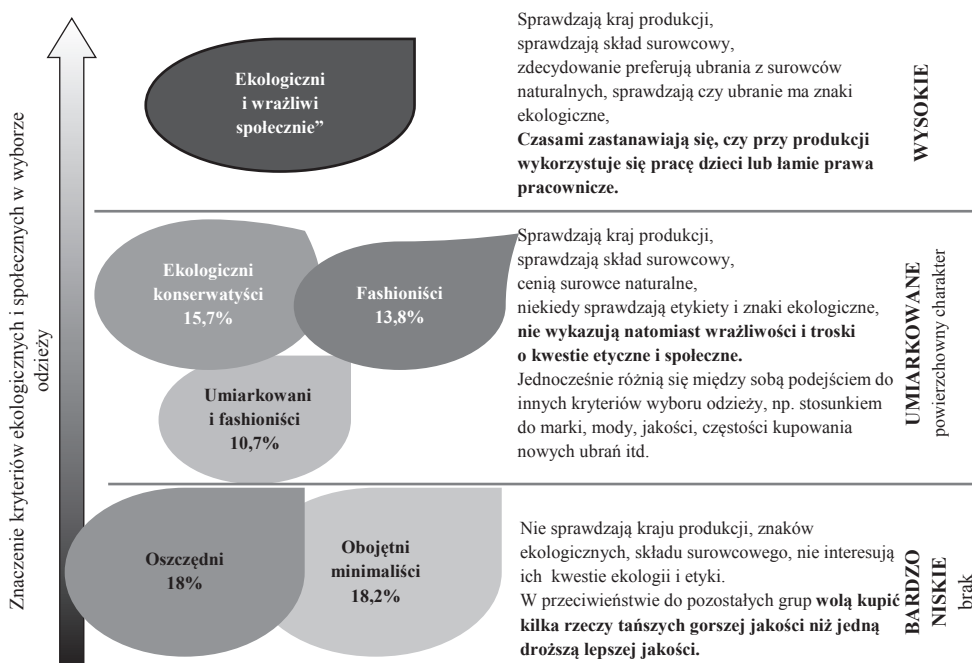 Znaczenie kryteriów ekologicznych i społecznych w wyborze
odzieży
Ekologiczni
i wrażliwi
społecznie”
Sprawdzają kraj produkcji,
sprawdzają skład surowcowy,
zdecydowanie preferują ubrania z surowców
naturalnych, sprawdzają czy ubranie ma znaki
ekologiczne,
Czasami zastanawiają się, czy przy produkcji
wykorzystuje się pracę dzieci lub łamie prawa
pracownicze.
WYSOKIE
Ekologiczni
konserwatyści
15,7%
Fashioniści
13,8%
Umiarkowani
i fashioniści
10,7%
Sprawdzają kraj produkcji,
sprawdzają skład surowcowy,
cenią surowce naturalne,
niekiedy sprawdzają etykiety i znaki ekologiczne,
nie wykazują natomiast wrażliwości i troski
o kwestie etyczne i społeczne.
Jednocześnie różnią się między sobą podejściem do
innych kryteriów wyboru odzieży, np. stosunkiem
do marki, mody, jakości, częstości kupowania
nowych ubrań itd.
UMIARKOWANE
powierzchowny charakter
Oszczędni
18%
Obojętni
minimaliści
18,2%
Nie sprawdzają kraju produkcji, znaków
ekologicznych, składu surowcowego, nie interesują
ich kwestie ekologii i etyki.
W przeciwieństwie do pozostałych grup wolą kupić
kilka rzeczy tańszych gorszej jakości niż jedną
droższą lepszej jakości.
BARDZO
NISKIE
brak